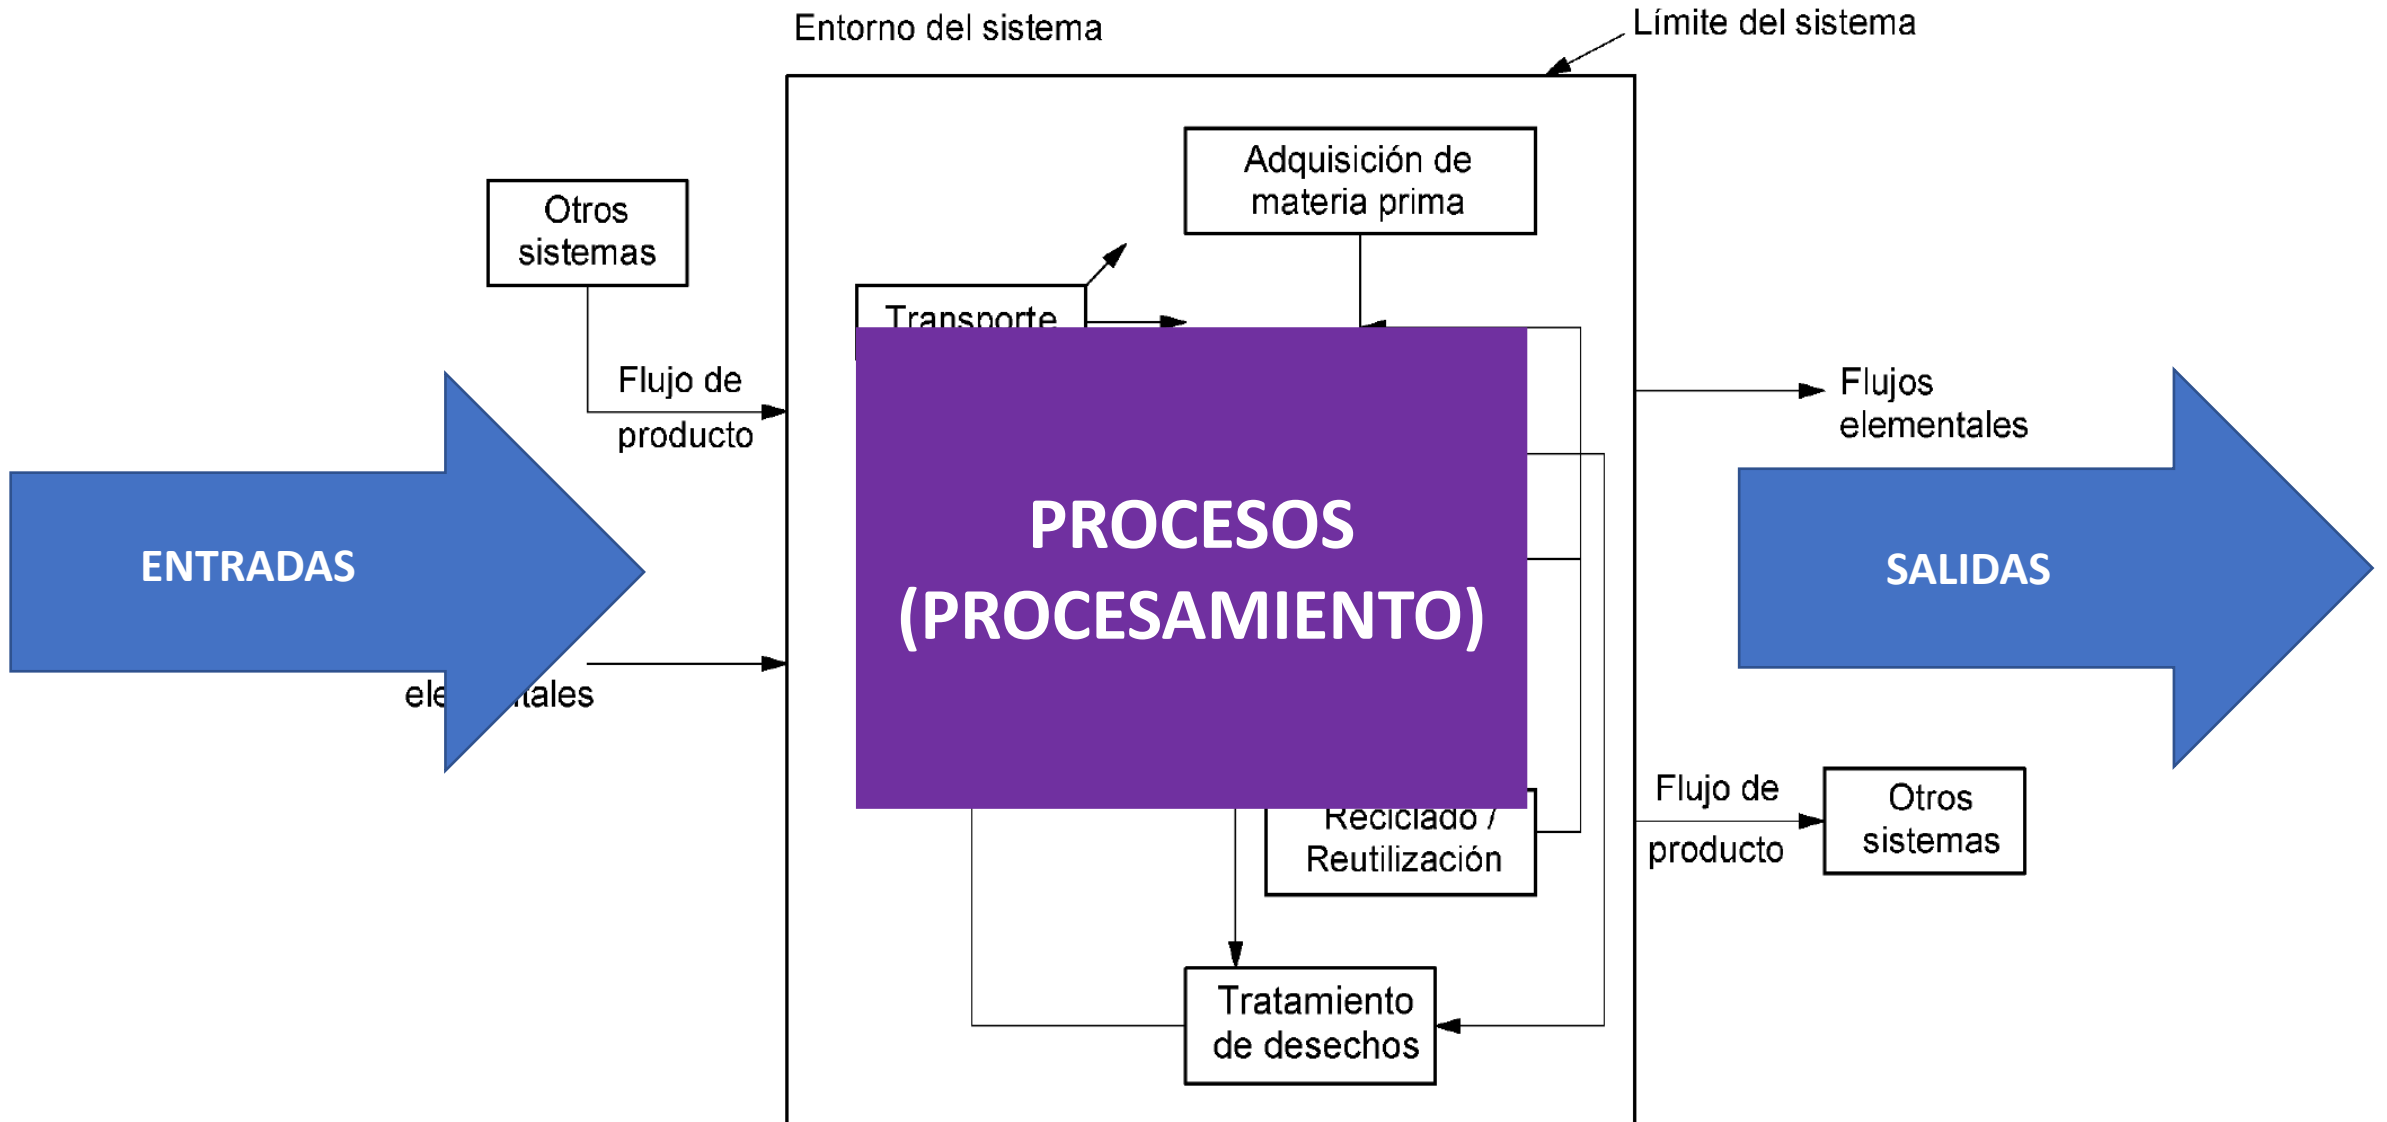 Entorno del sistema
Límite del sistema
Adquisición de
materia prima
Otros
sistemas
Transporte
Flujo de
producto
Flujos
elementales
ENTRADAS
PROCESOS
(PROCESAMIENTO)
SALIDAS
Flujo de
producto
Otros
sistemas
Reciclado /
Reutilización
Tratamiento
de desechos